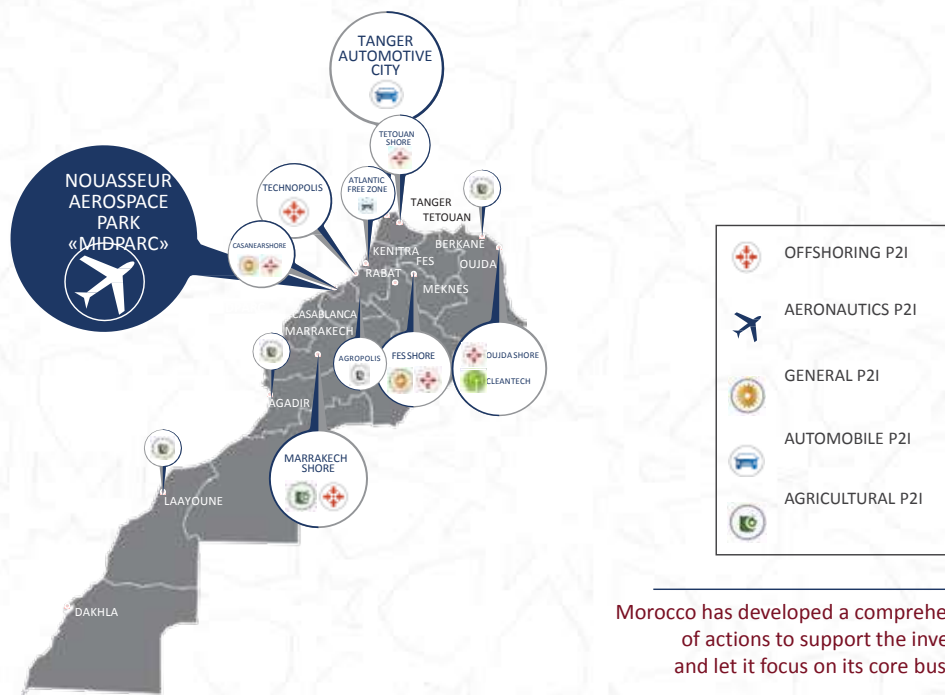 TANGER
AUTOMOTIVE
CITY
TETOUAN
SHORE
NOUASSEUR
AEROSPACE
PARK
«MIDPARC»
TECHNOPOLIS
ATLANTIC
FREE ZONE
CASANEARSHORE
TANGER
TETOUAN
BERKANE
KENITRA
FES
OUJDA
RABAT
MEKNES
CASABLANCA
MARRAKECH
AGROPOLIS
FES SHORE
OUJDA SHORE
CLEANTECH
AGADIR
MARRAKECH
SHORE
LAAYOUNE
DAKHLA
OFFSHORING P2I
AERONAUTICS P2I
GENERAL P2I
AUTOMOBILE P2I
AGRICULTURAL P2I
Morocco has developed a comprehe
of actions to support the inve
and let it focus on its core bus